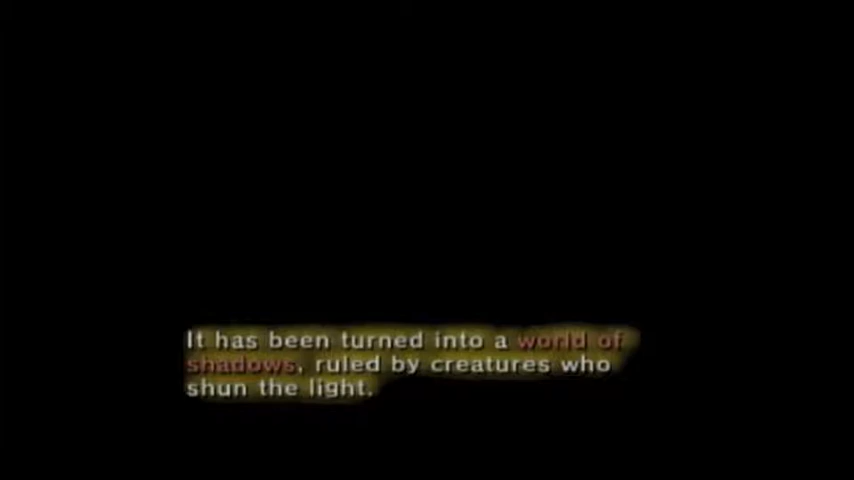 It has been turned into a world of
shadows, ruled by creatures who
shun the light.